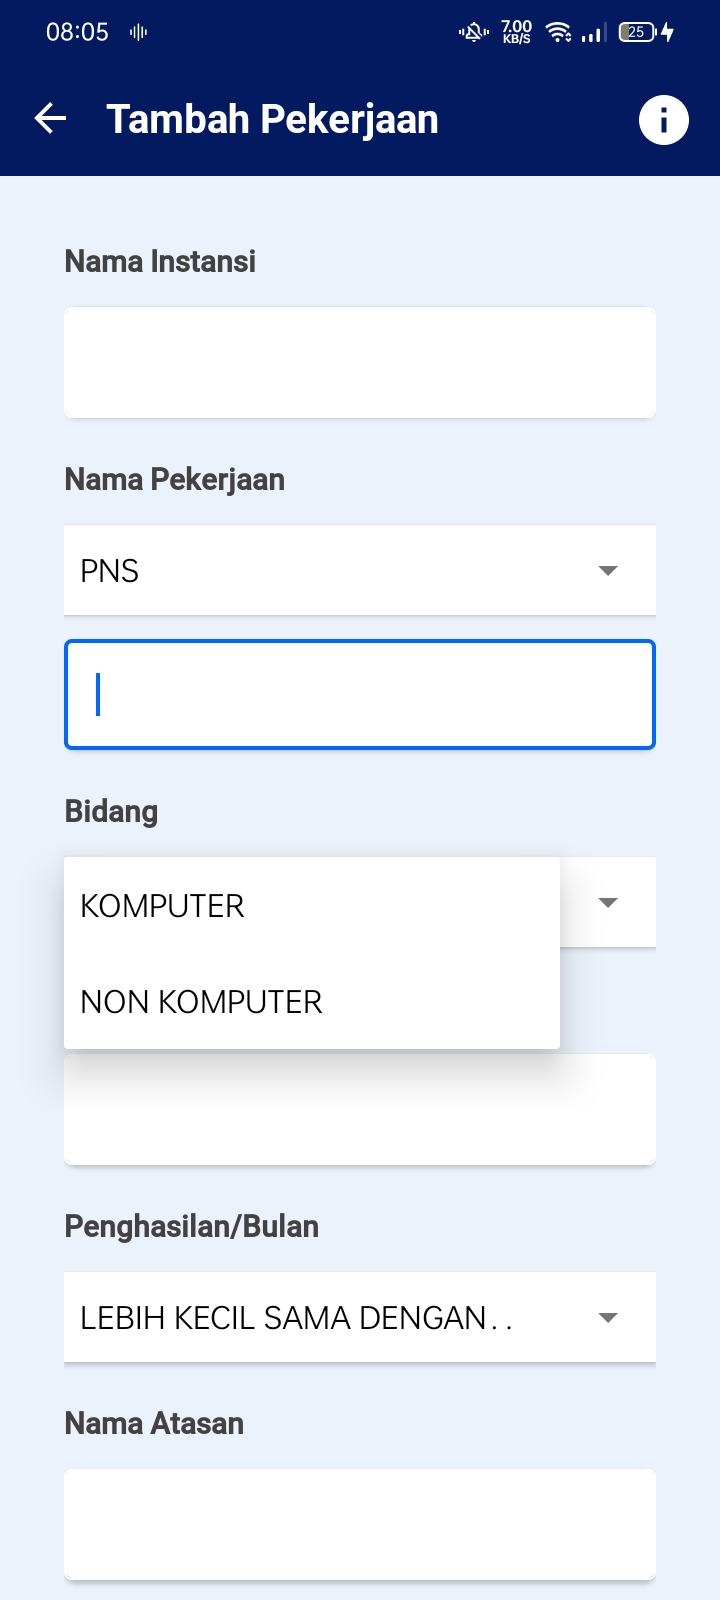 08:05
7.00
KB/S
25
Tambah Pekerjaan
Nama Instansi
Nama Pekerjaan
PNS
Bidang
KOMPUTER
NON KOMPUTER
Penghasilan/Bulan
LEBIH KECIL SAMA DENGAN..
Nama Atasan